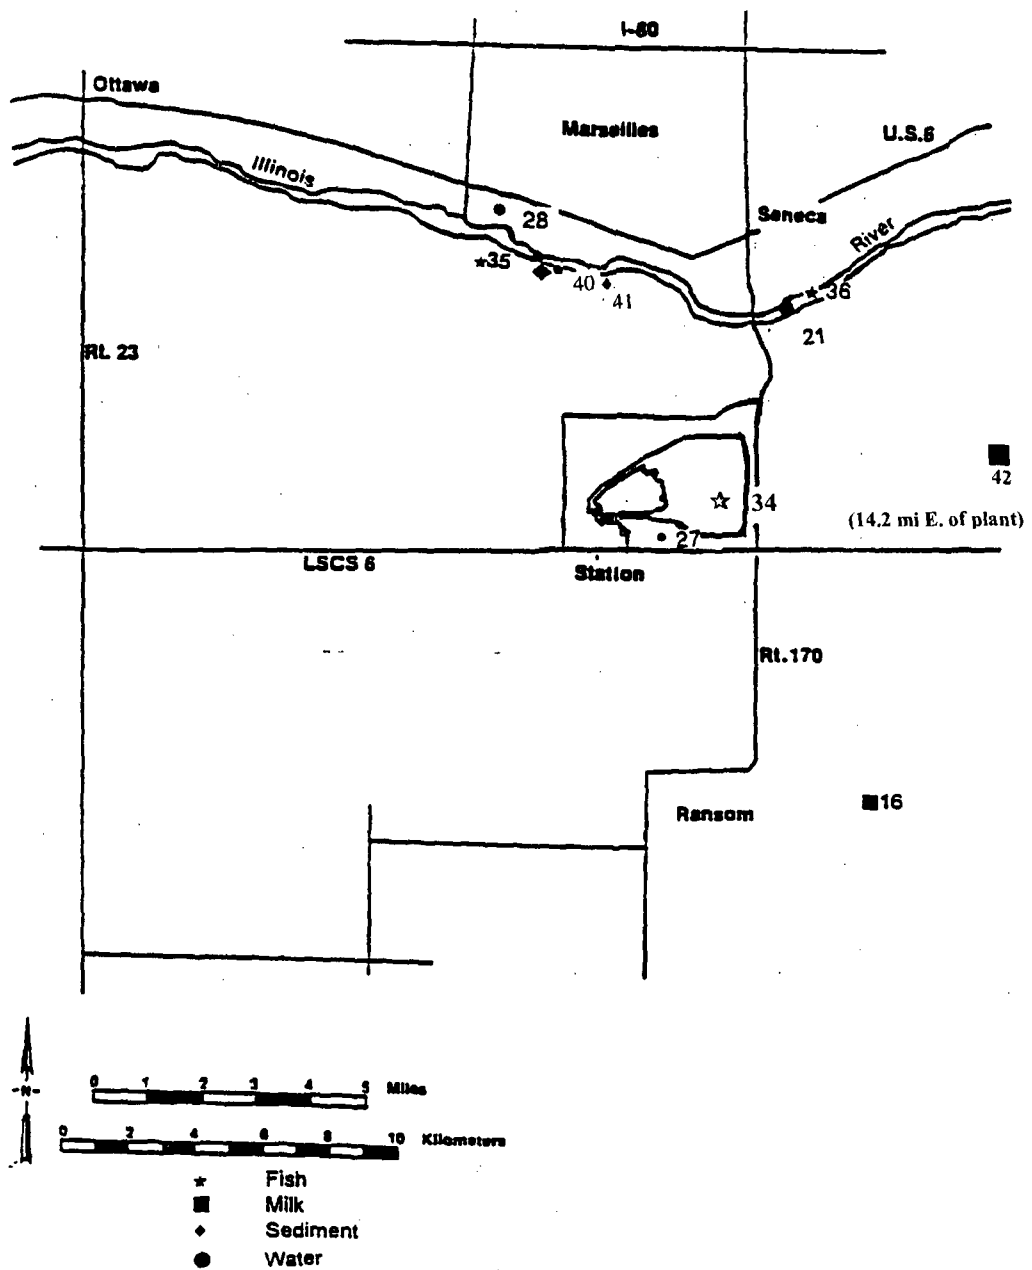 I-80
Ottawa
Marseilles
U.S.6
Illinois
28
Seneca
River
35
40
41
36
21
Rt. 23
42
34
(14.2 mi E. of plant)
27
LSCS 6
Station
Rt.170
16
Ransom
N
0 1 2 3 4 5 Miles
0 2 4 6 8 10 Kilometers
Fish
Milk
Sediment
Water